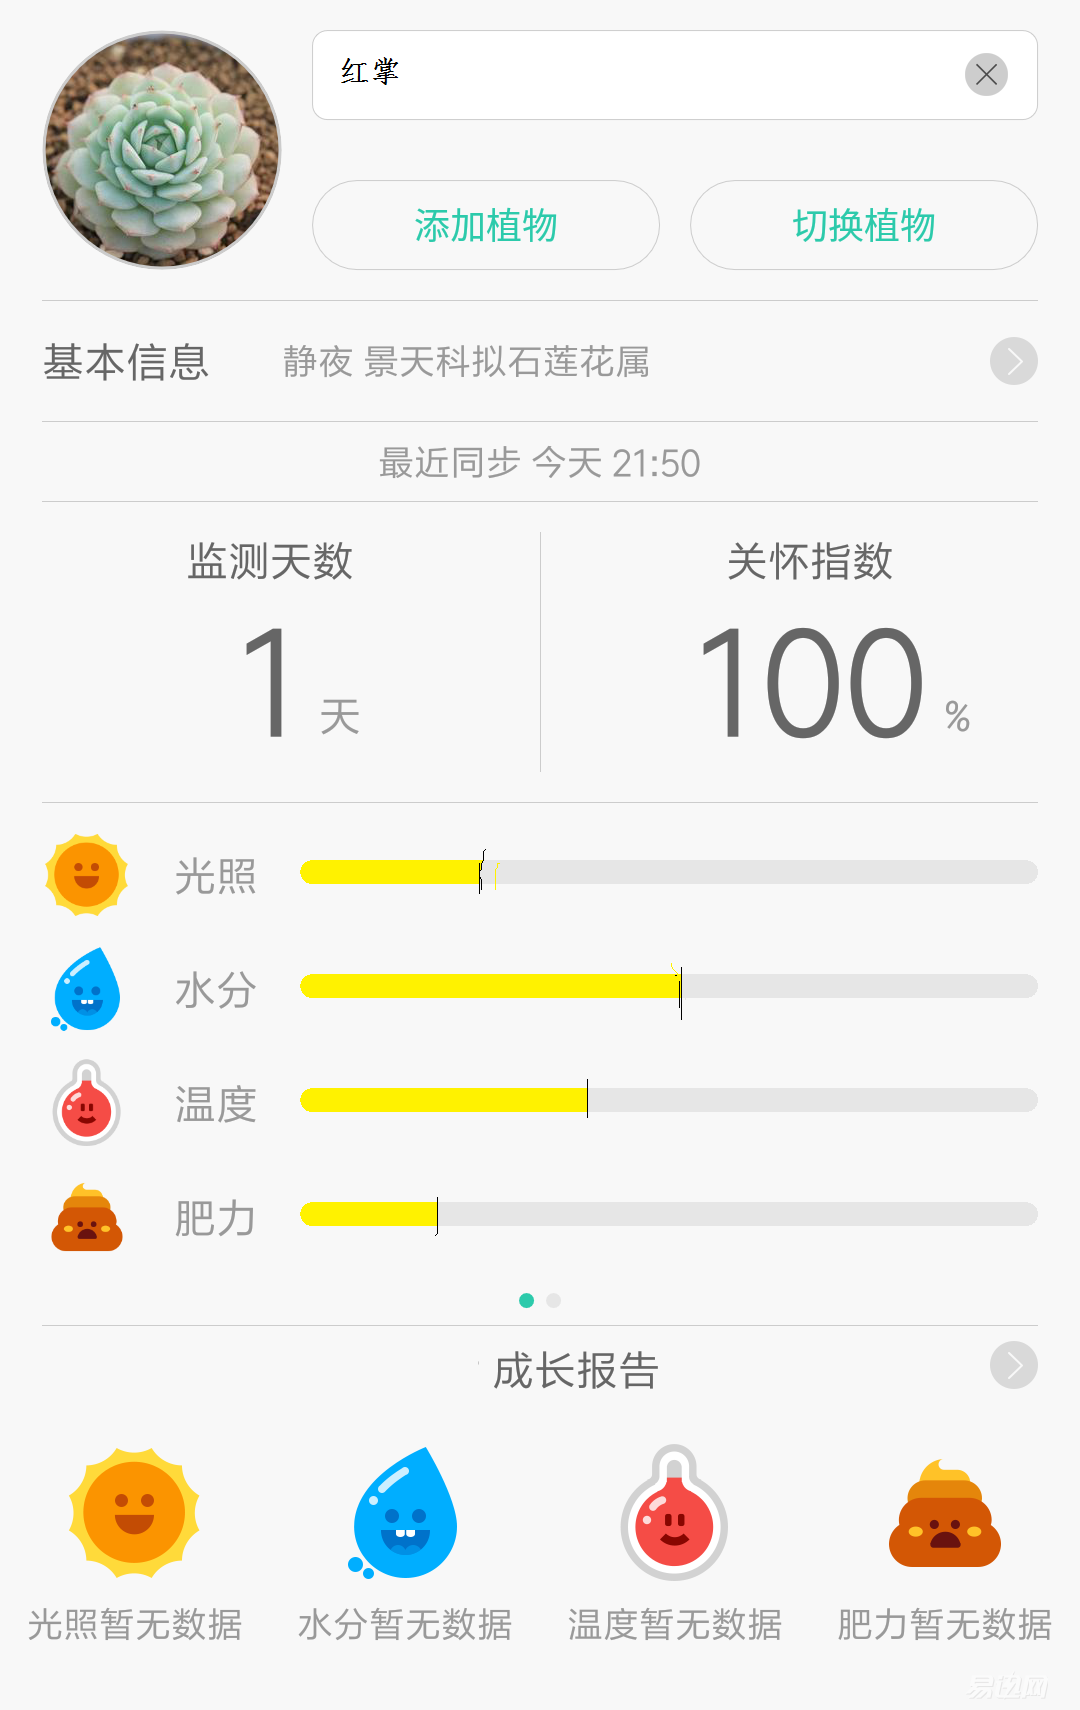 红掌
添加植物
切换植物
基本信息
静夜 景天科拟石莲花属
最近同步 今天 21:50
监测天数
关怀指数
1 天
100 %
光照
水分
温度
肥力
成长报告
光照暂无数据
水分暂无数据
温度暂无数据
肥力暂无数据